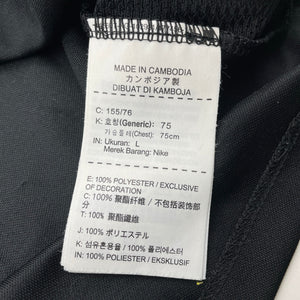 MADE IN CAMBODIA
カンボジア製
DIBUAT DI KAMBOJA
C: 155/76
K: 호칭(Generic): 75
가슴둘레(Chest): 75cm
IN: Ukuran: L
Merek Barang: Nike
E: 100% POLYESTER / EXCLUSIVE
OF DECORATION
C: 100% 聚酯纤维 / 不包括装饰部
分
T: 100% 聚酯纖維
J: 100% ポリエステル
K: 섬유혼용율 / 100% 폴리에스터
IN: 100% POLYESTER / EKSKLUSIF